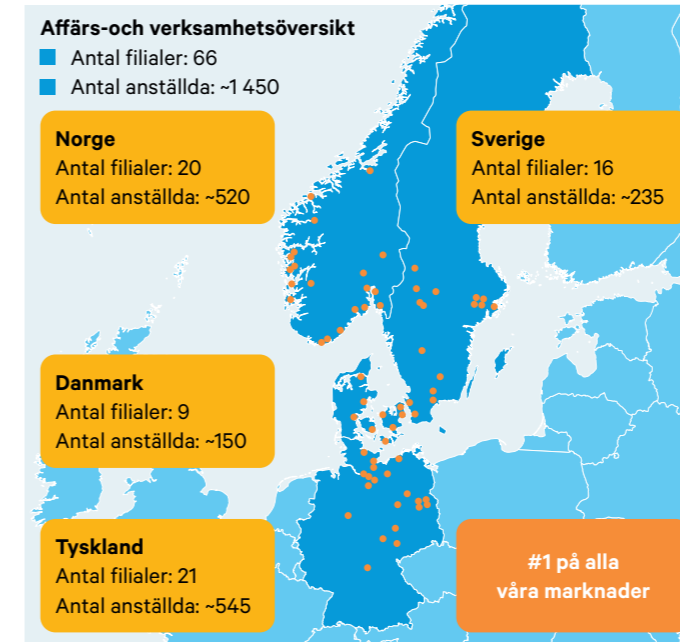 Affärs-och verksamhetsöversikt
Antal filialer: 66
Antal anställda: ~1 450
Norge
Antal filialer: 20
Antal anställda: ~520
Sverige
Antal filialer: 16
Antal anställda: ~235
Danmark
Antal filialer: 9
Antal anställda: ~150
Tyskland
Antal filialer: 21
Antal anställda: ~545
#1 på alla
våra marknader